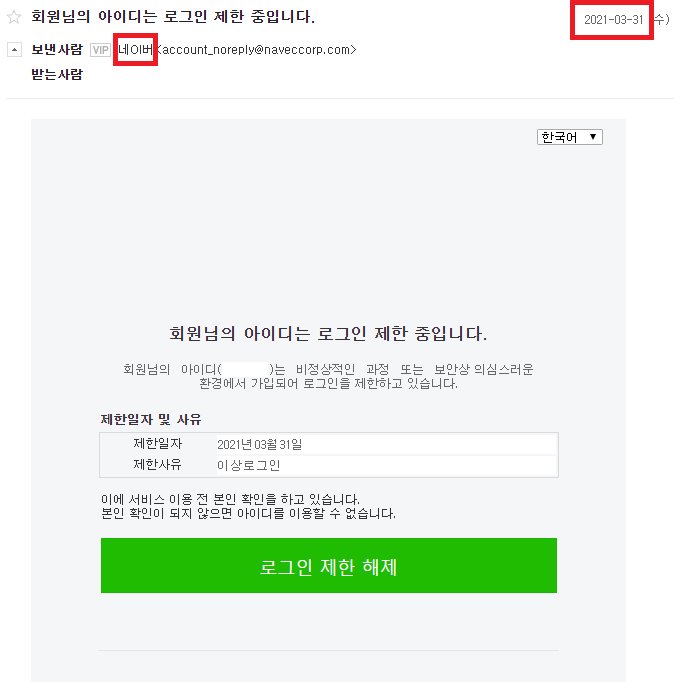 회원님의 아이디는 로그인 제한 중입니다.
2021-03-31 수)
보낸사람 VIP 네이버<account_noreply@naveccorp.com>
받는사람
한국어 ▼
회원님의 아이디는 로그인 제한 중입니다.
회원님의 아이디( )는 비정상적인 과정 또는 보안상 의심스러운
환경에서 가입되어 로그인을 제한하고 있습니다.
제한일자 및 사유
제한일자 2021년 03월 31일
제한사유 이상로그인
이에 서비스 이용 전 본인 확인을 하고 있습니다.
본인 확인이 되지 않으면 아이디를 이용할 수 없습니다.
로그인 제한 해제